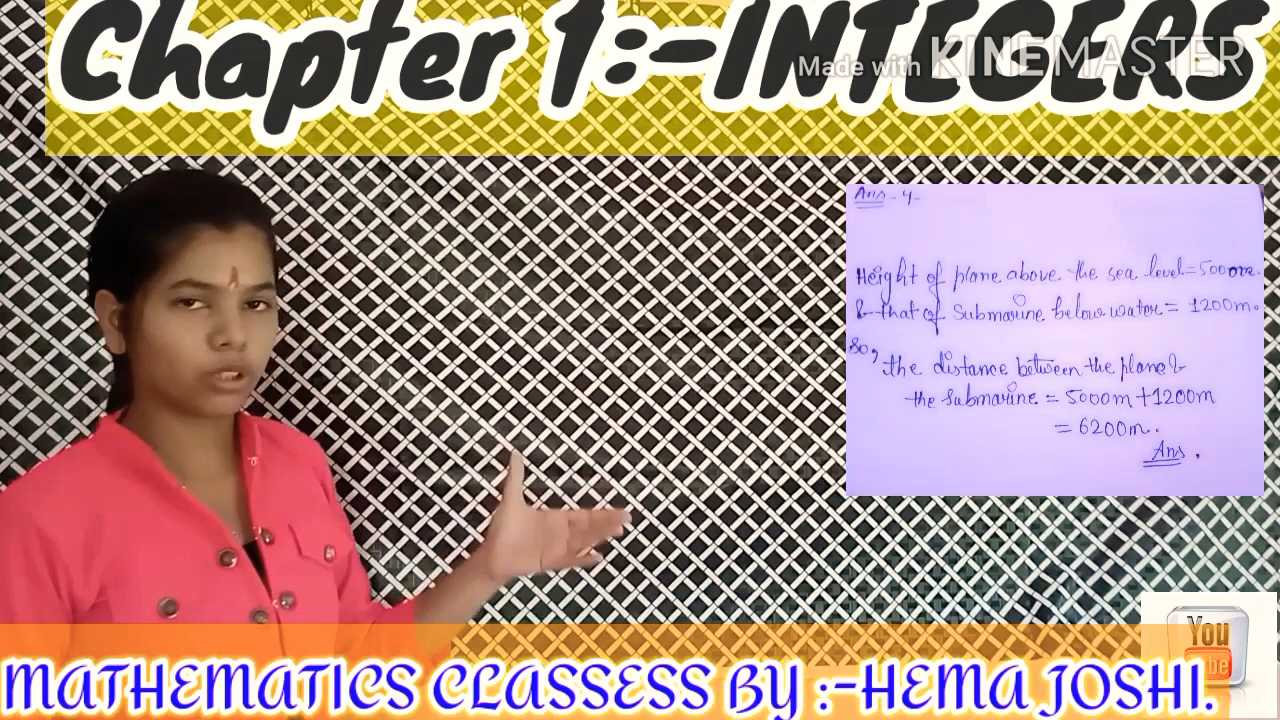 Chapter 1:-INTEGERS
Made with KINEMASTER
Ans - 4-
Height of plane above the sea level=5000m.
& that of Submarine below water = 1200m.
So, the distance between the plane &
the Submarine = 5000m+1200m
= 6200m.
Ans.
You
be
MATHEMATICS CLASSESS BY :-HEMA JOSHI.